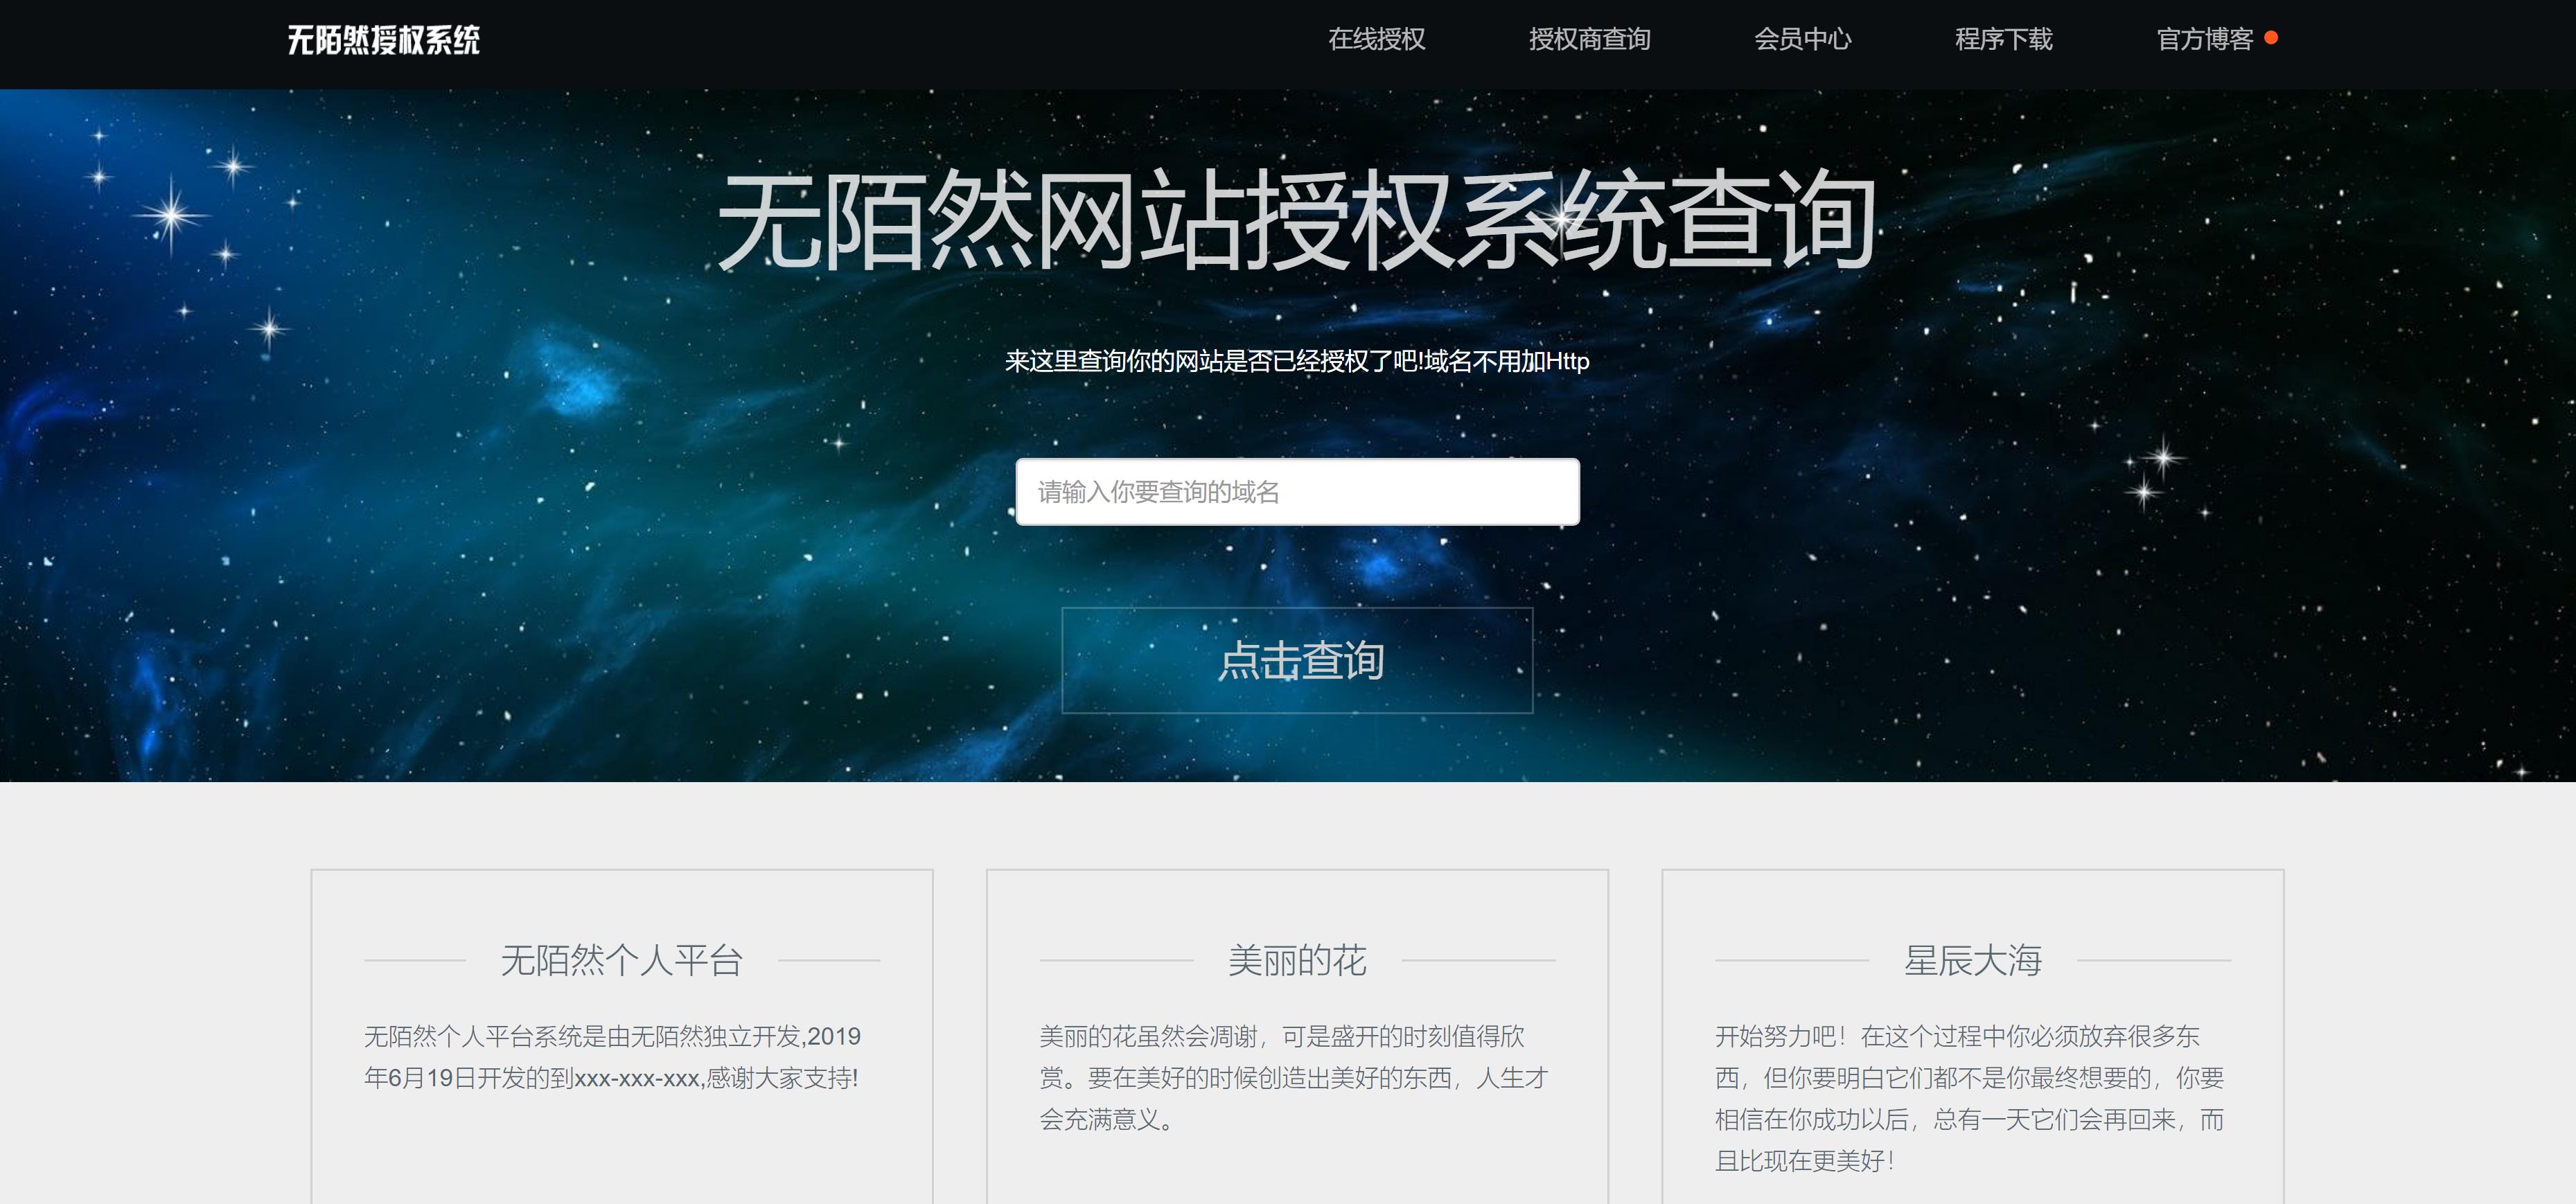 无陌然授权系统
在线授权 授权商查询 会员中心 程序下载 官方博客
无陌然网站授权系统查询
来这里查询你的网站是否已经授权了吧!域名不用加Http
请输入你要查询的域名
点击查询
无陌然个人平台
无陌然个人平台系统是由无陌然独立开发,2019
年6月19日开发的到xxx-xxx-xxx,感谢大家支持!
美丽的花
美丽的花虽然会凋谢，可是盛开的时刻值得欣
赏。要在美好的时候创造出美好的东西，人生才
会充满意义。
星辰大海
开始努力吧！在这个过程中你必须放弃很多东
西，但你要明白它们都不是你最终想要的，你要
相信在你成功以后，总有一天它们会再回来，而
且比现在更美好！